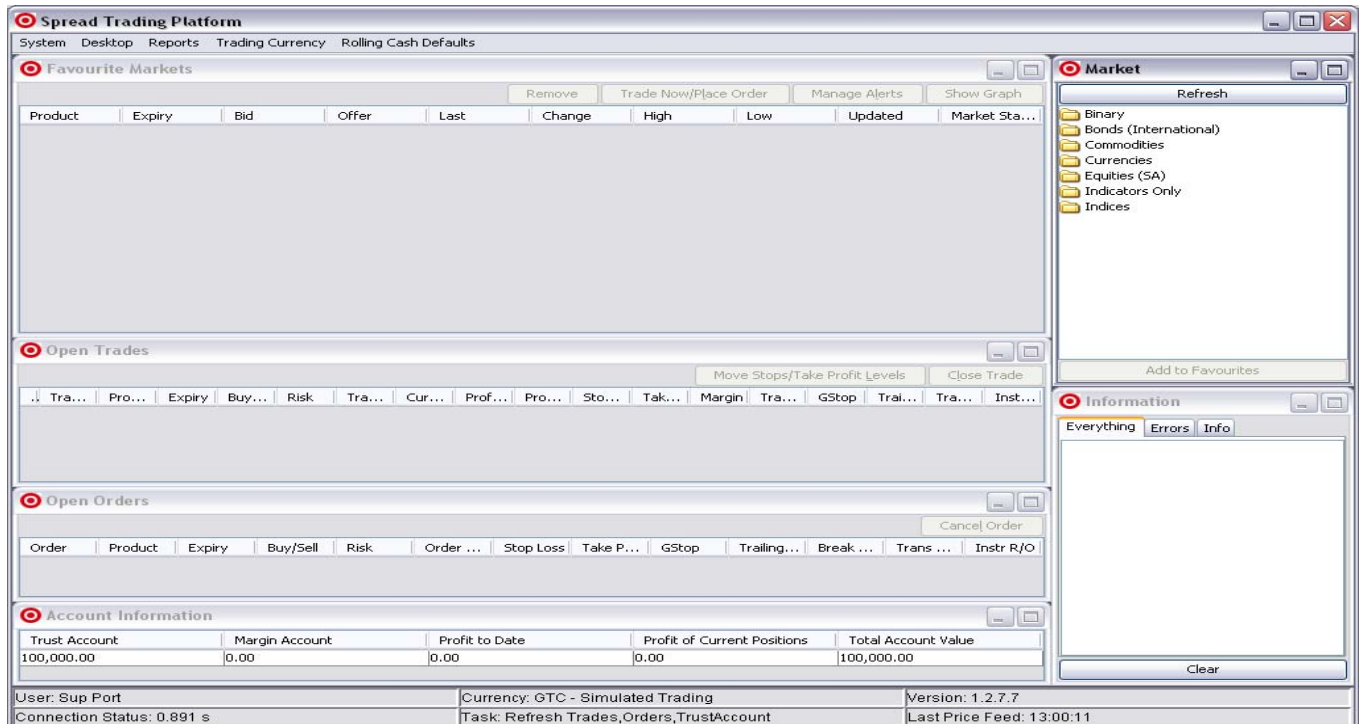 Spread Trading Platform
System Desktop Reports Trading Currency Rolling Cash Defaults
Favourite Markets
Remove Trade Now/Place Order Manage Alerts Show Graph
Product Expiry Bid Offer Last Change High Low Updated Market Sta...
Open Trades
Move Stops/Take Profit Levels Close Trade
.. Tra... Pro... Expiry Buy... Risk Tra... Cur... Prof... Pro... Sto... Tak... Margin Tra... GStop Trai... Tra... Inst...
Open Orders
Cancel Order
Order Product Expiry Buy/Sell Risk Order ... Stop Loss Take P... GStop Trailing... Break ... Trans ... Instr R/O
Account Information
Trust Account Margin Account Profit to Date Profit of Current Positions Total Account Value
100,000.00 0.00 0.00 0.00 100,000.00
Market
Refresh
Binary
Bonds (International)
Commodities
Currencies
Equities (SA)
Indicators Only
Indices
Add to Favourites
Information
Everything Errors Info
Clear
User: Sup Port Currency: GTC - Simulated Trading Version: 1.2.7.7
Connection Status: 0.891 s Task: Refresh Trades,Orders,TrustAccount Last Price Feed: 13:00:11